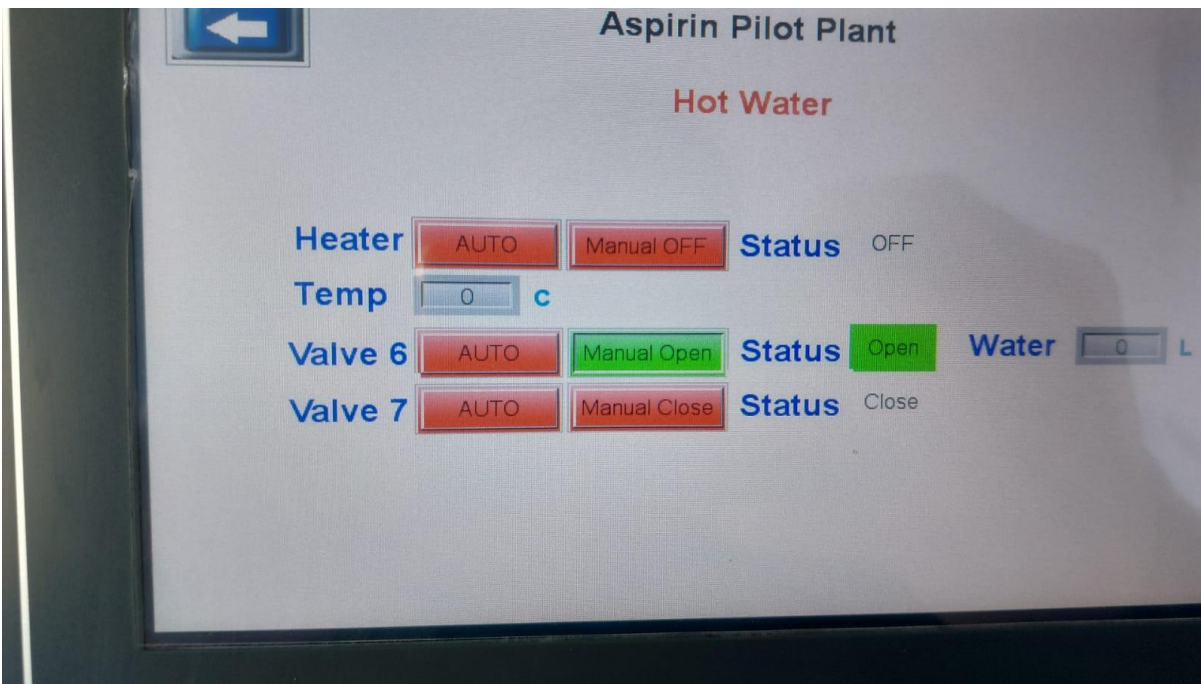 Aspirin Pilot Plant
Hot Water
Heater AUTO Manual OFF Status OFF
Temp 0 C
Valve 6 AUTO Manual Open Status Open Water 0 L
Valve 7 AUTO Manual Close Status Close